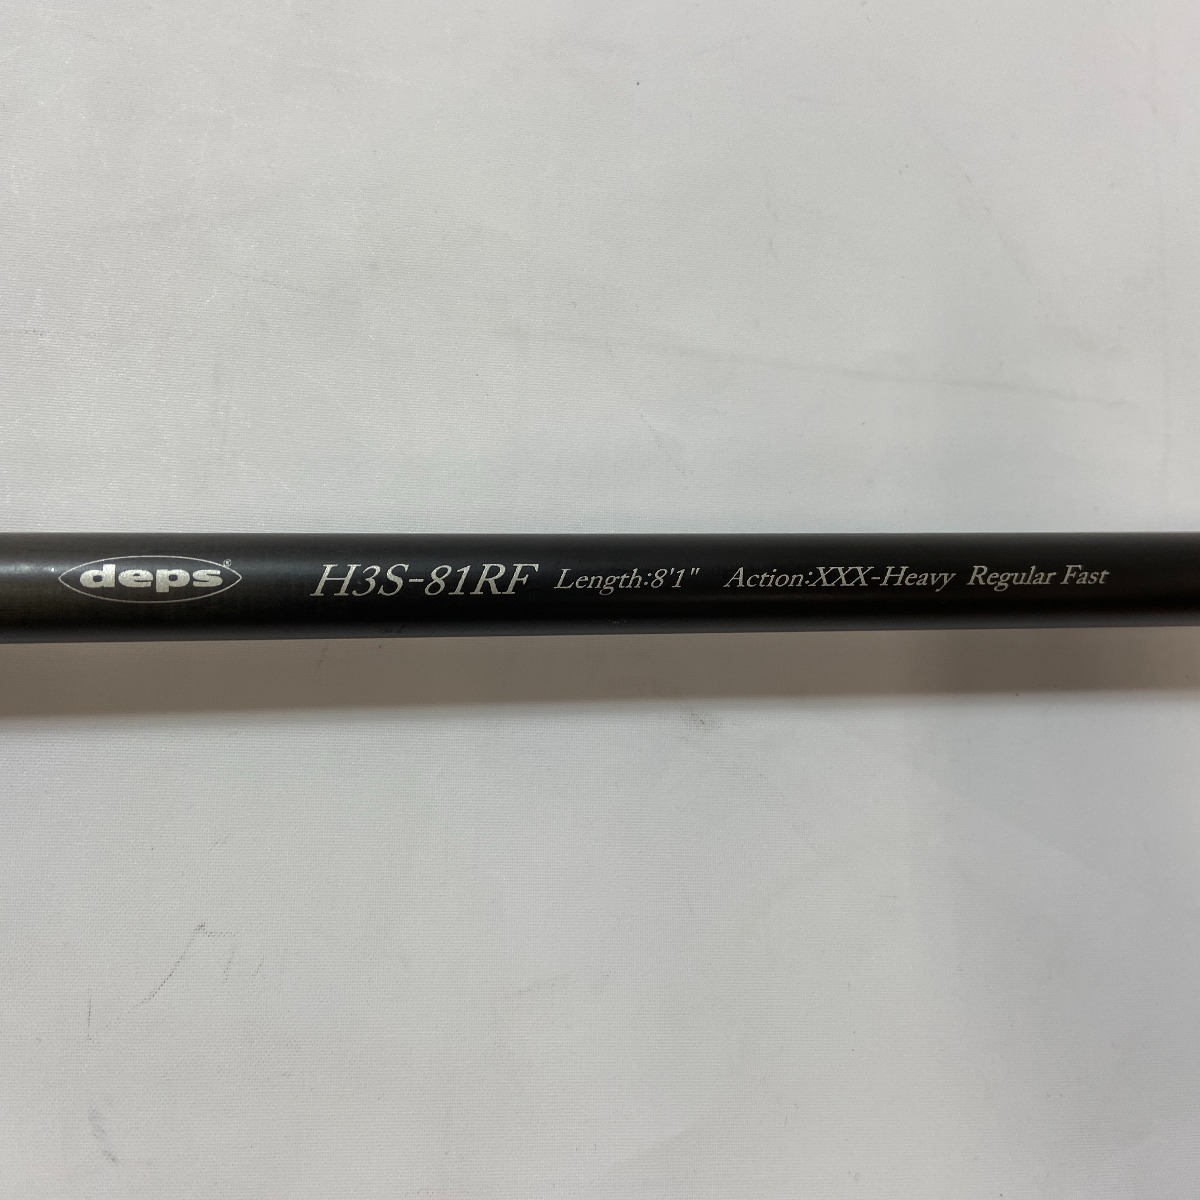 deps® H3S-81RF Length:8'1" Action:XXX-Heavy Regular Fast